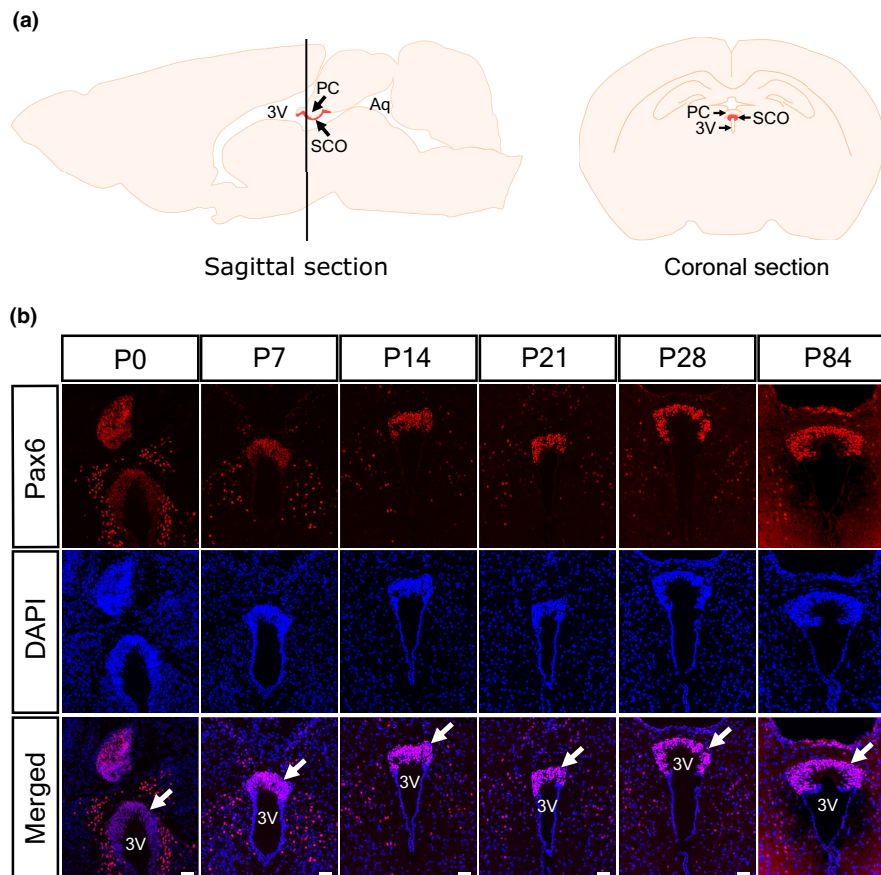 (a)
PC
3V
Aq
SCO
PC
SCO
3V
Sagittal section
Coronal section
(b)
P0 P7 P14 P21 P28 P84
Pax6
DAPI
Merged
3V 3V 3V 3V 3V 3V